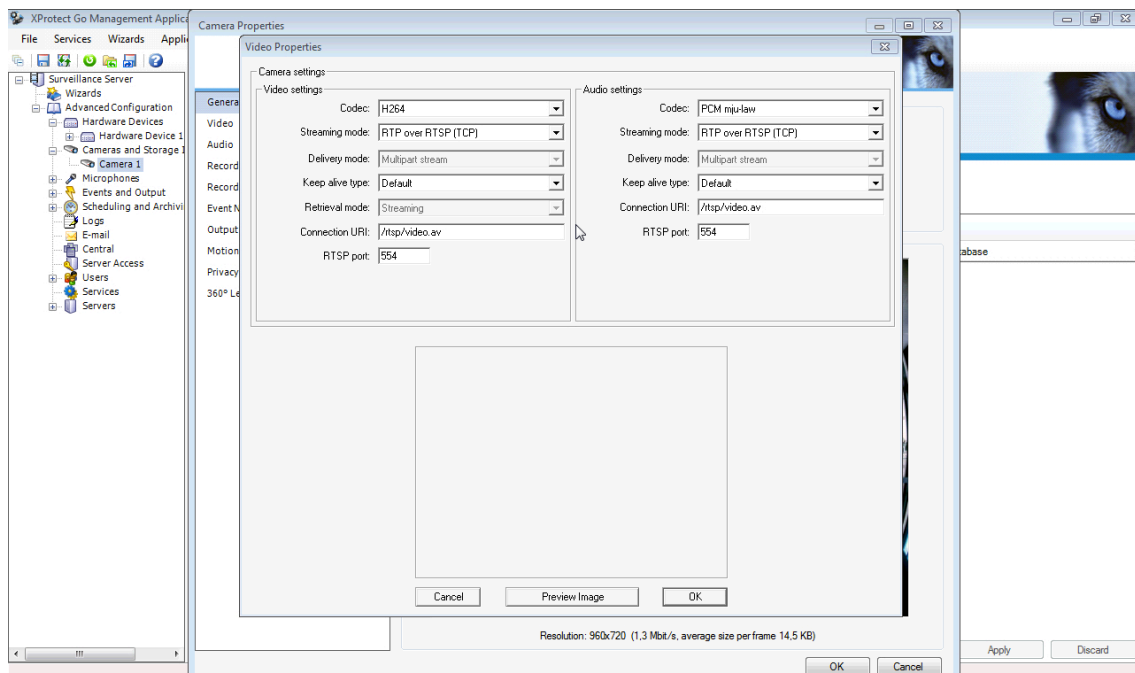 XProtect Go Management Applica
File Services Wizards Appli
Surveillance Server
Wizards
Advanced Configuration
Hardware Devices
Hardware Device 1
Cameras and Storage I
Camera 1
Microphones
Events and Output
Scheduling and Archivi
Logs
E-mail
Central
Server Access
Users
Services
Servers
Camera Properties
Genera
Video
Audio
Record
Record
Event N
Output
Motion
Privacy
360° Le
Video Properties
Camera settings
Video settings
Codec: H264
Streaming mode: RTP over RTSP (TCP)
Delivery mode: Multipart stream
Keep alive type: Default
Retrieval mode: Streaming
Connection URI: /rtsp/video.av
RTSP port: 554
Audio settings
Codec: PCM mju-law
Streaming mode: RTP over RTSP (TCP)
Delivery mode: Multipart stream
Keep alive type: Default
Connection URI: /rtsp/video.av
RTSP port: 554
Cancel Preview Image OK
Resolution: 960x720 (1,3 Mbit/s, average size per frame 14,5 KB)
OK Cancel
tabase
Apply Discard